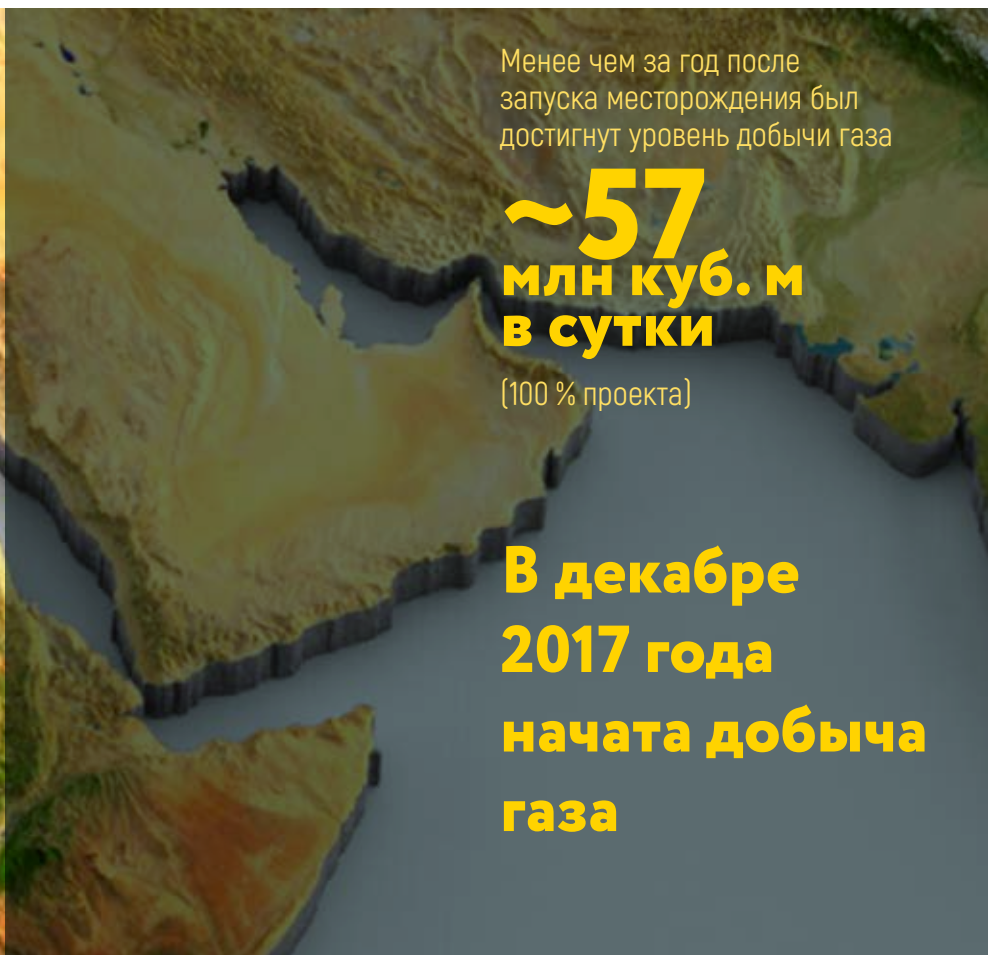 Менее чем за год после
запуска месторождения был
достигнут уровень добычи газа
~57
млн куб. м
в сутки
(100 % проекта)
В декабре
2017 года
начата добыча
газа